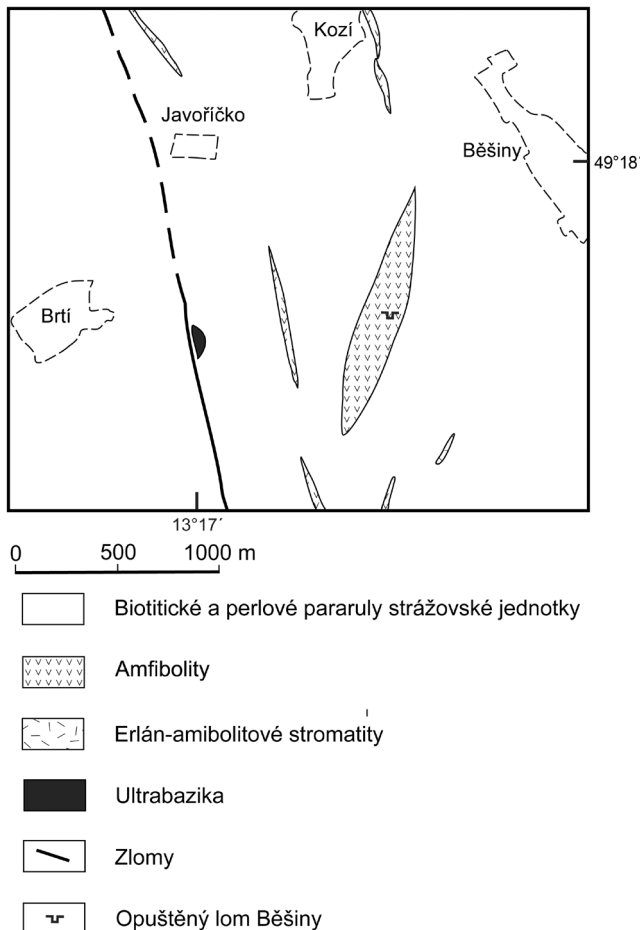 Kozí
Javoříčko
Běšiny
49°18'
Brtí
13°17´
0 500 1000 m
Biotitické a perlové pararuly strážovské jednotky
Amfibolity
Erlán-amibolitové stromatity
Ultrabazika
Zlomy
Opuštěný lom Běšiny